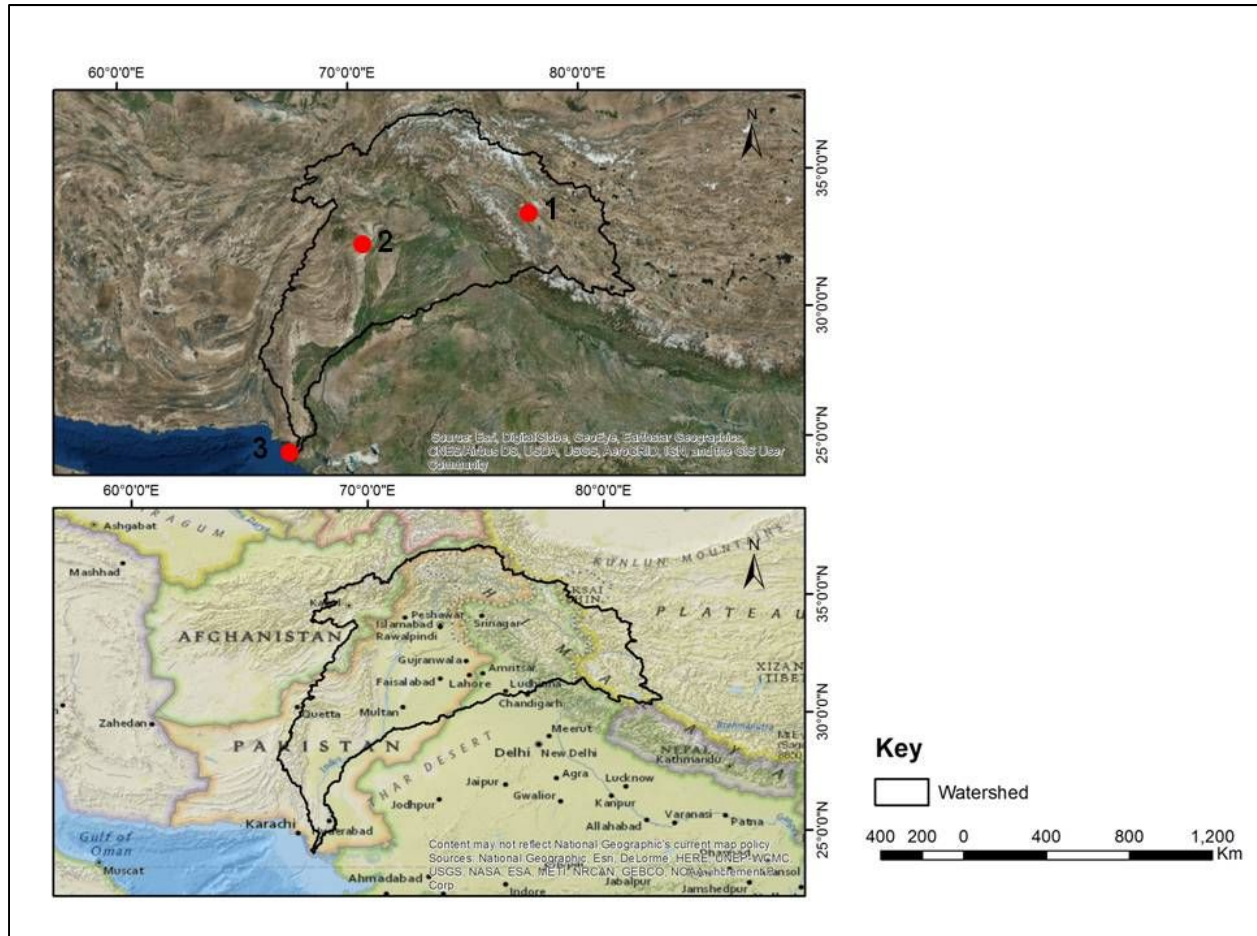 60°0'0"E 70°0'0"E 80°0'0"E
N
35°0'0"N
1
2
30°0'0"N
25°0'0"N
3
Source: Esri, DigitalGlobe, GeoEye, Earthstar Geographics,
CNES/Airbus DS, USDA, USGS, AeroGRID, IGN, and the GIS User
Community
60°0'0"E 70°0'0"E 80°0'0"E
Ashgabat
N
KUNLUN MOUNTAINS
Mashhad
35°0'0"N
PLATEAU
Peshawar
Islamabad Srinagar
Rawalpindi
AFGHANISTAN
Gujranwala
Amritsar
XIZAN
(TIBET
Faisalabad Lahore Ludhiana
Chandigarh
Zahedan
Quetta Multan
30°0'0"N
Brahmaputra
Meerut
NEPAL
PAKISTAN
Delhi New Delhi
Kathmandu
THAR DESERT
Indus
Agra Lucknow
Jaipur
Gwalior Kanpur
Jodhpur
Varanasi Patna
Allahabad
Karachi
Hyderabad
25°0'0"N
Gulf of
Oman
Muscat
Content may not reflect National Geographic's current map policy.
Sources: National Geographic, Esri, DeLorme, HERE, UNEP-WCMC,
USGS, NASA, ESA, METI, NRCAN, GEBCO, NOAA, increment P
Corp.
Ahmadabad
Indore
Jabalpur
Jamshedpur
Key
Watershed
400 200 0 400 800 1,200
Km